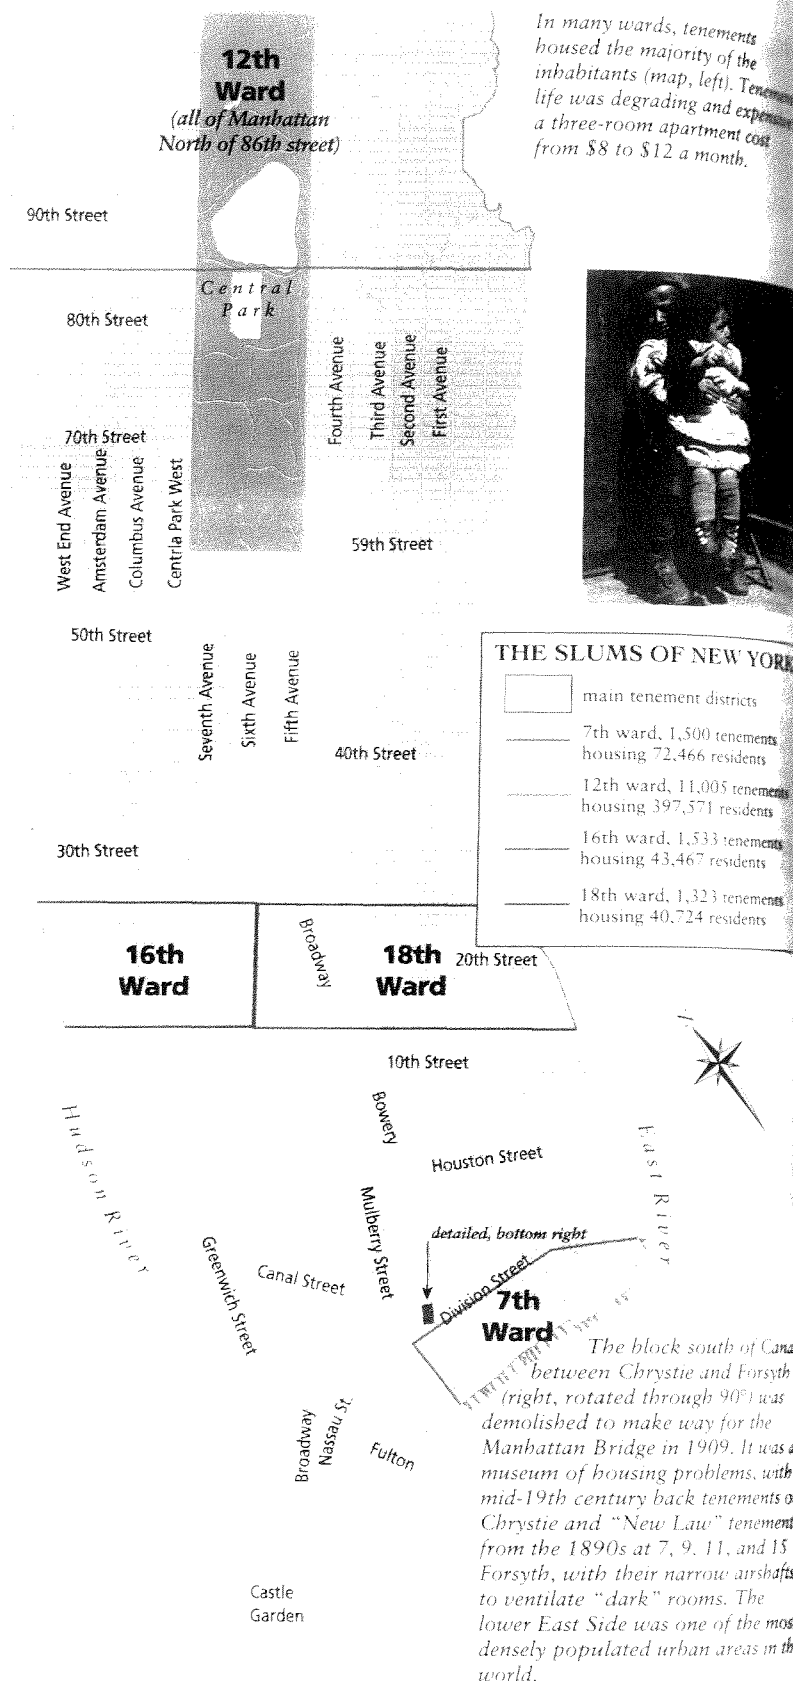 In many wards, tenements
housed the majority of the
inhabitants (map, left).
life was degrading and
a three-room apartment cost
from $8 to $12 a month.
12th
Ward
(all of Manhattan
North of 86th street)
90th Street
Central
Park
80th Street
Fourth Avenue
Third Avenue
Second Avenue
First Avenue
70th Street
West End Avenue
Amsterdam Avenue
Columbus Avenue
Centrla Park West
59th Street
50th Street
Seventh Avenue
Sixth Avenue
Fifth Avenue
40th Street
30th Street
THE SLUMS OF NEW YORK
main tenement districts
7th ward, 1,500 tenements
housing 72,466 residents
12th ward, 11,005 tenements
housing 397,571 residents
16th ward, 1,533 tenements
housing 43,467 residents
18th ward, 1,323 tenements
housing 40,724 residents
16th
Ward
Broadway
18th
Ward
20th Street
10th Street
Bowery
Houston Street
Hudson River
East River
Mulberry Street
detailed, bottom right
Greenwich Street
Canal Street
Division Street
7th
Ward
Broadway
Nassau St.
Fulton
Castle
Garden
The block south of
between Chrystie and Forsyth
(right, rotated through 90°) was
demolished to make way for the
Manhattan Bridge in 1909. It was a
museum of housing problems, with
mid-19th century back tenements
Chrystie and "New Law" tenement
from the 1890s at 7, 9, 11, and 15
Forsyth, with their narrow airshafts
to ventilate "dark" rooms. The
lower East Side was one of the
densely populated urban areas in
world.